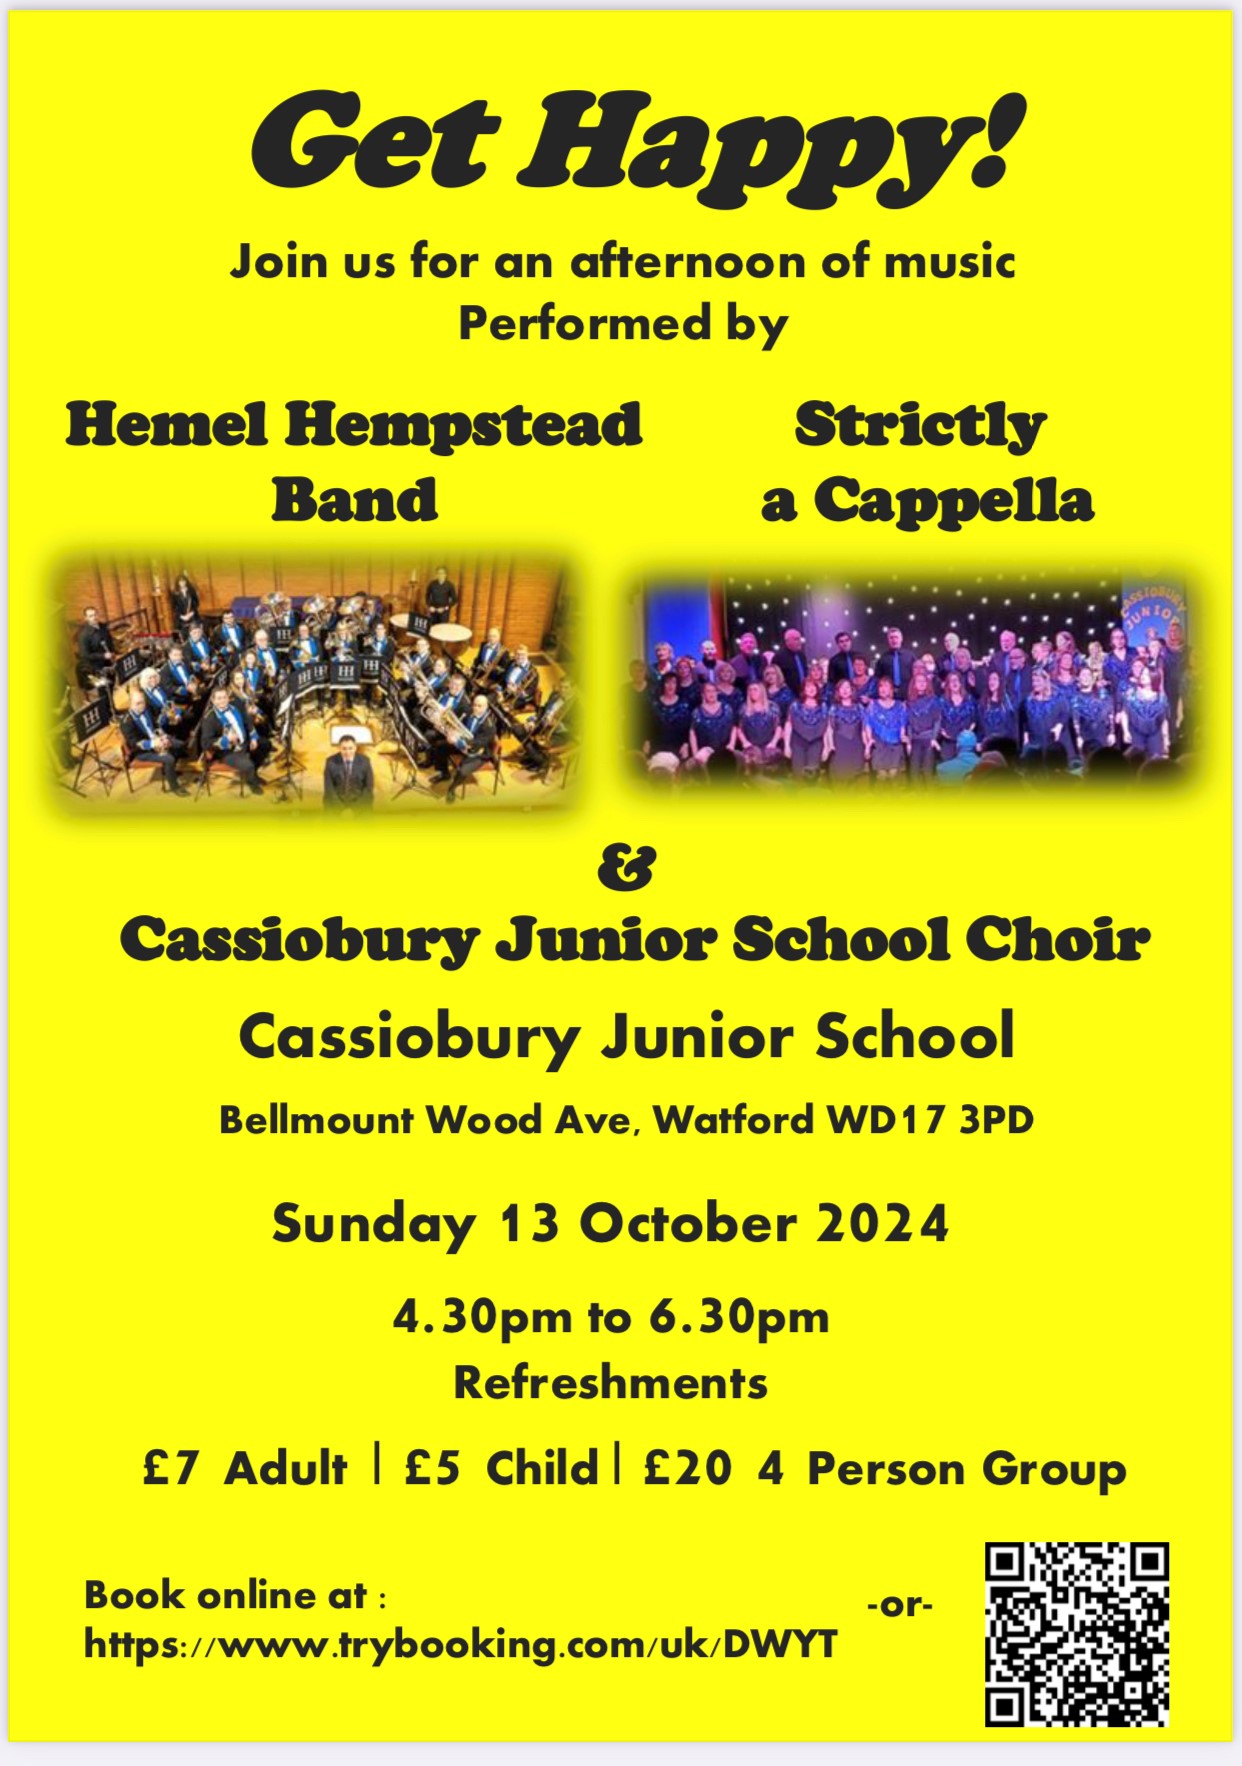 Get Happy!
Join us for an afternoon of music
Performed by
Hemel Hempstead
Band
Strictly
a Cappella
CASSIOBURY
JUNIOR
&
Cassiobury Junior School Choir
Cassiobury Junior School
Bellmount Wood Ave, Watford WD17 3PD
Sunday 13 October 2024
4.30pm to 6.30pm
Refreshments
£7 Adult | £5 Child | £20 4 Person Group
Book online at :
https://www.trybooking.com/uk/DWYT
-or-